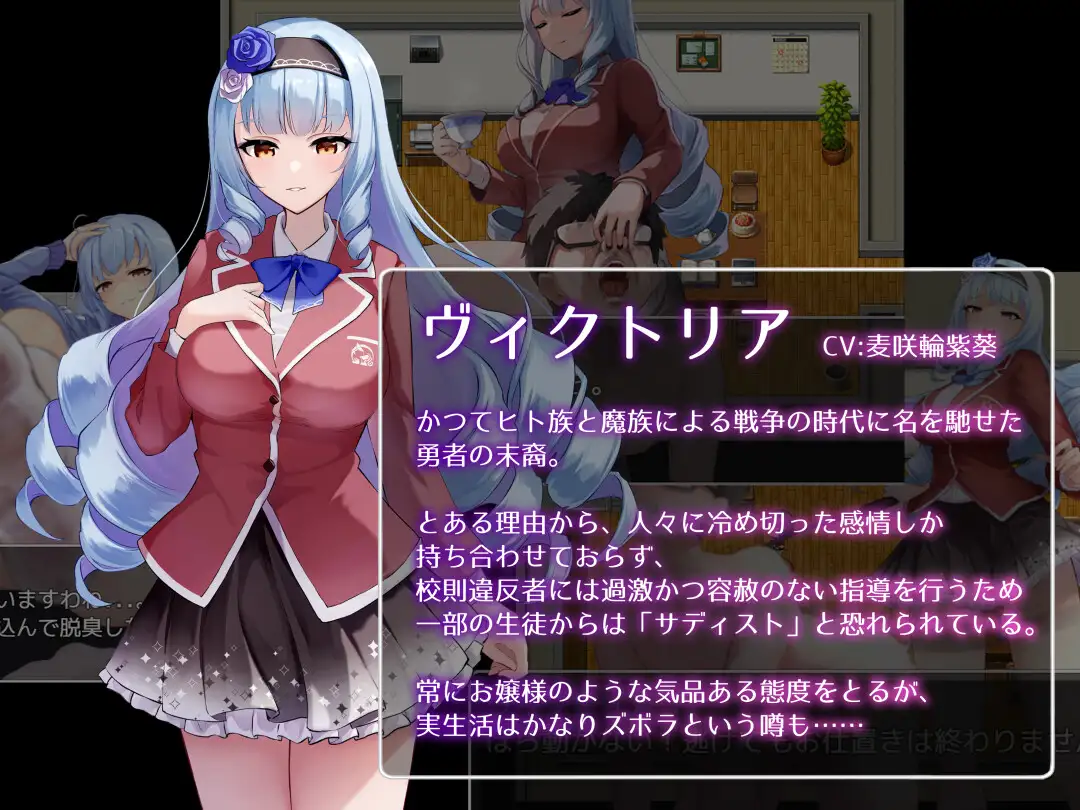 ヴィクトリア
CV:麦咲輪紫葵
かつてヒト族と魔族による戦争の時代に名を馳せた
勇者の末裔。
とある理由から、人々に冷め切った感情しか
持ち合わせておらず、
校則違反者には過激かつ容赦のない指導を行うため
一部の生徒からは「サディスト」と恐れられている。
常にお嬢様のような気品ある態度をとるが、
実生活はかなりズボラという噂も……
いますわね....。
込んで脱臭し
動かない!逃げてもお仕置きは終わりませ